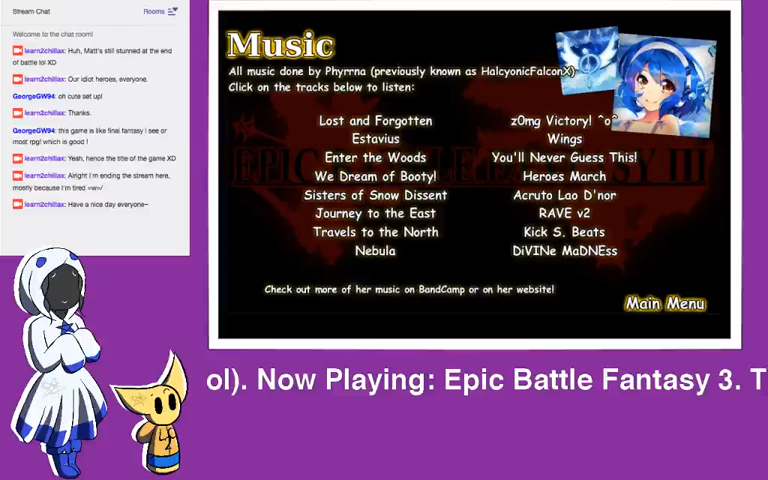 Stream Chat
Rooms
Welcome to the chat room!
learn2chillax: Huh, Matt's still stunned at the end
of battle lol XD
learn2chillax: Our idiot heroes, everyone.
GeorgeGW94: oh cute set up!
learn2chillax: Thanks.
GeorgeGW94: this game is like final fantasy i see or
most rpg! which is good !
learn2chillax: Yeah, hence the title of the game XD
learn2chillax: Alright I'm ending the stream here,
mostly because I'm tired =w=/
learn2chillax: Have a nice day everyone~
Music
All music done by Phyrnna (previously known as HalcyonicFalconX)
Click on the tracks below to listen:
Lost and Forgotten
Estavius
Enter the Woods
We Dream of Booty!
Sisters of Snow Dissent
Journey to the East
Travels to the North
Nebula
z0mg Victory! ^o^
Wings
You'll Never Guess This!
Heroes March
Acruto Lao D'nor
RAVE v2
Kick S. Beats
DiViNe MaDNEss
EPIC BATTLE FANTASY III
Check out more of her music on BandCamp or on her website!
Main Menu
ol). Now Playing: Epic Battle Fantasy 3. T